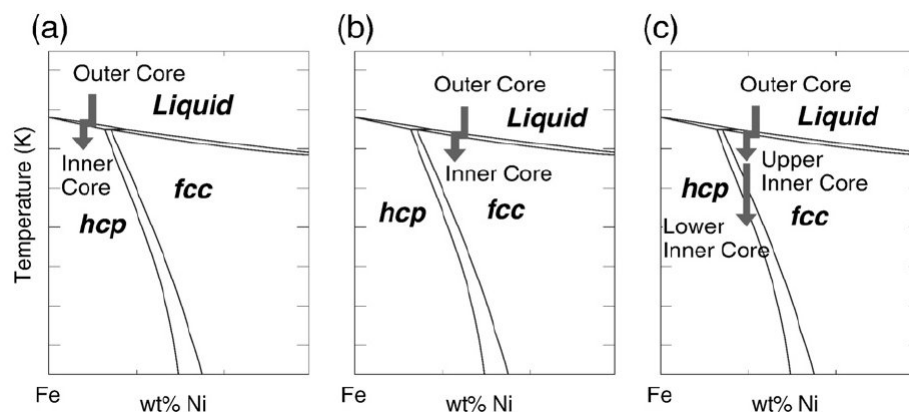 (a)
Outer Core
Liquid
Inner
Core
fcc
hcp
Temperature (K)
Fe
wt% Ni
(b)
Outer Core
Liquid
Inner Core
hcp
fcc
Fe
wt% Ni
(c)
Outer Core
Liquid
Upper
Inner Core
hcp
fcc
Lower
Inner Core
Temperature (K)
Fe
wt% Ni